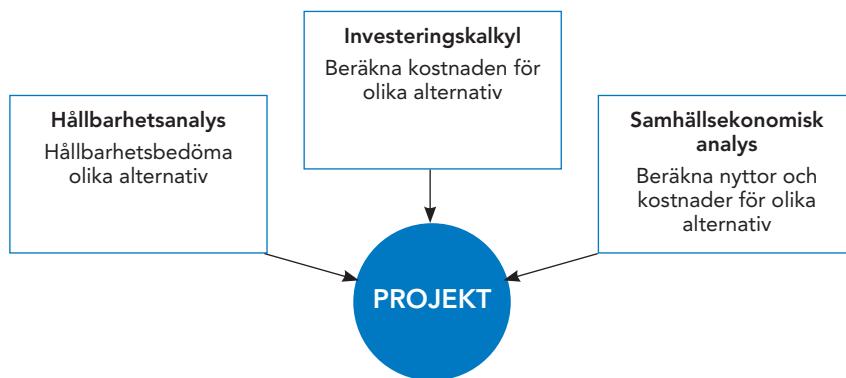 Investeringskalkyl
Beräkna kostnaden för
olika alternativ
Hållbarhetsanalys
Hållbarhetsbedöma
olika alternativ
Samhällsekonomisk
analys
Beräkna nyttor och
kostnader för olika
alternativ
PROJEKT